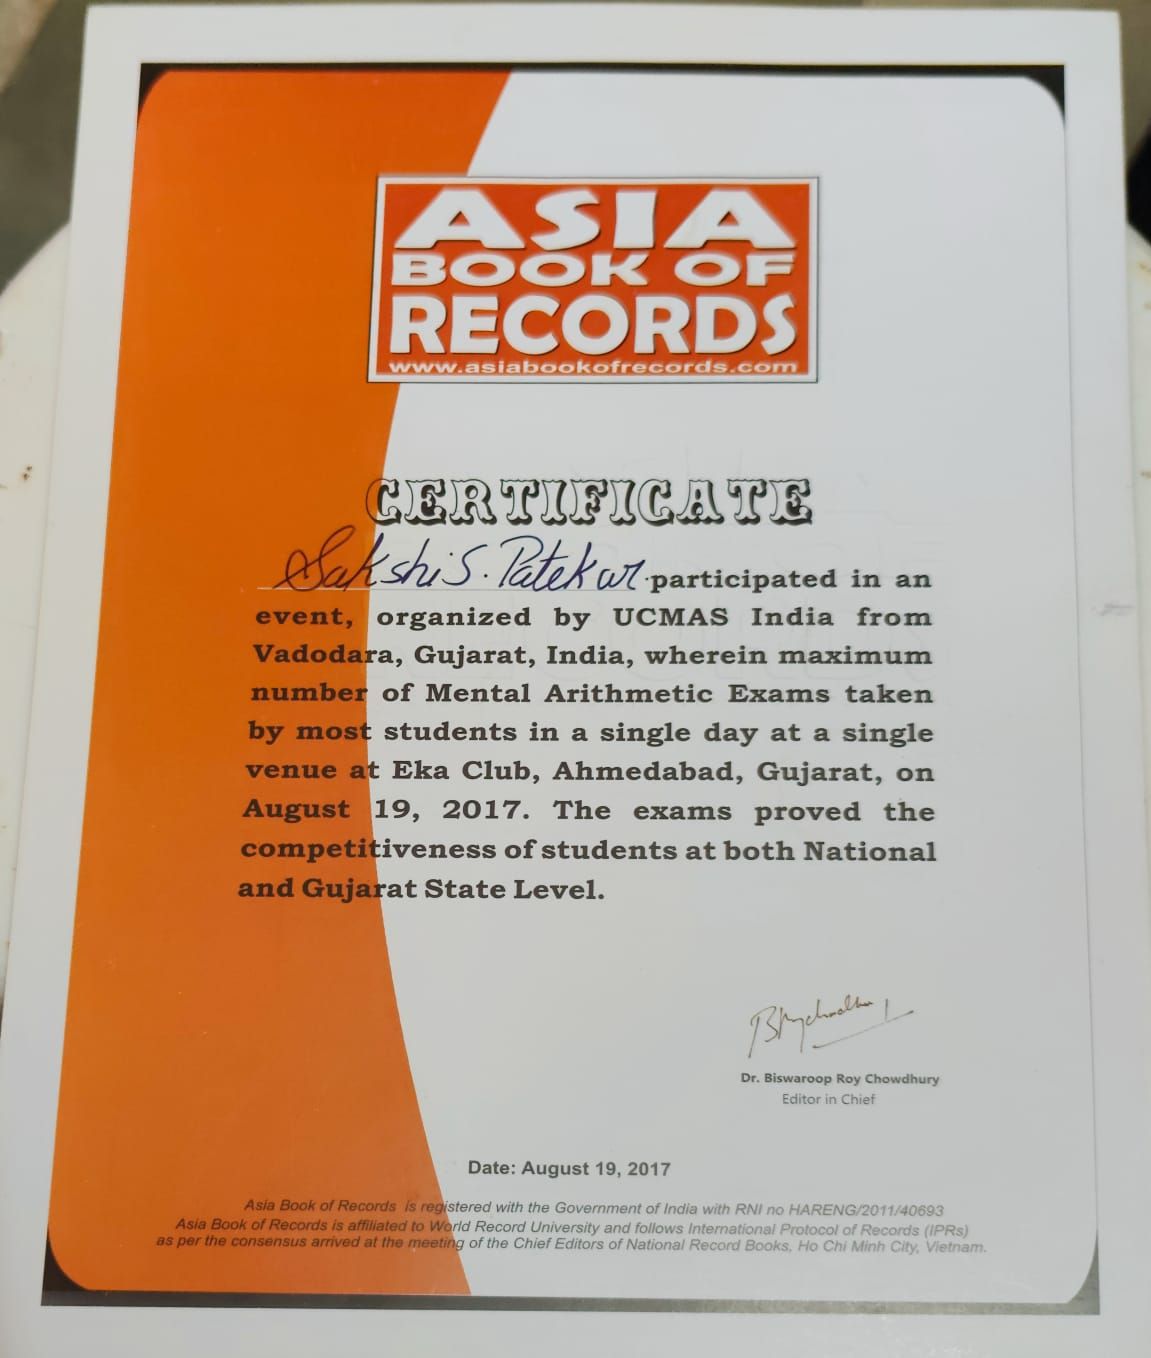 ASIA
BOOK OF
RECORDS
www.asiabookofrecords.com
CERTIFICATE
Sakshi S. Patekar participated in an
event, organized by UCMAS India from
Vadodara, Gujarat, India, wherein maximum
number of Mental Arithmetic Exams taken
by most students in a single day at a single
venue at Eka Club, Ahmedabad, Gujarat, on
August 19, 2017. The exams proved the
competitiveness of students at both National
and Gujarat State Level.
Dr. Biswaroop Roy Chowdhury
Editor in Chief
Date: August 19, 2017
Asia Book of Records is registered with the Government of India with RNI no HARENG/2011/40693
Asia Book of Records is affiliated to World Record University and follows International Protocol of Records (IPRs)
as per the consensus arrived at the meeting of the Chief Editors of National Record Books, Ho Chi Minh City, Vietnam.